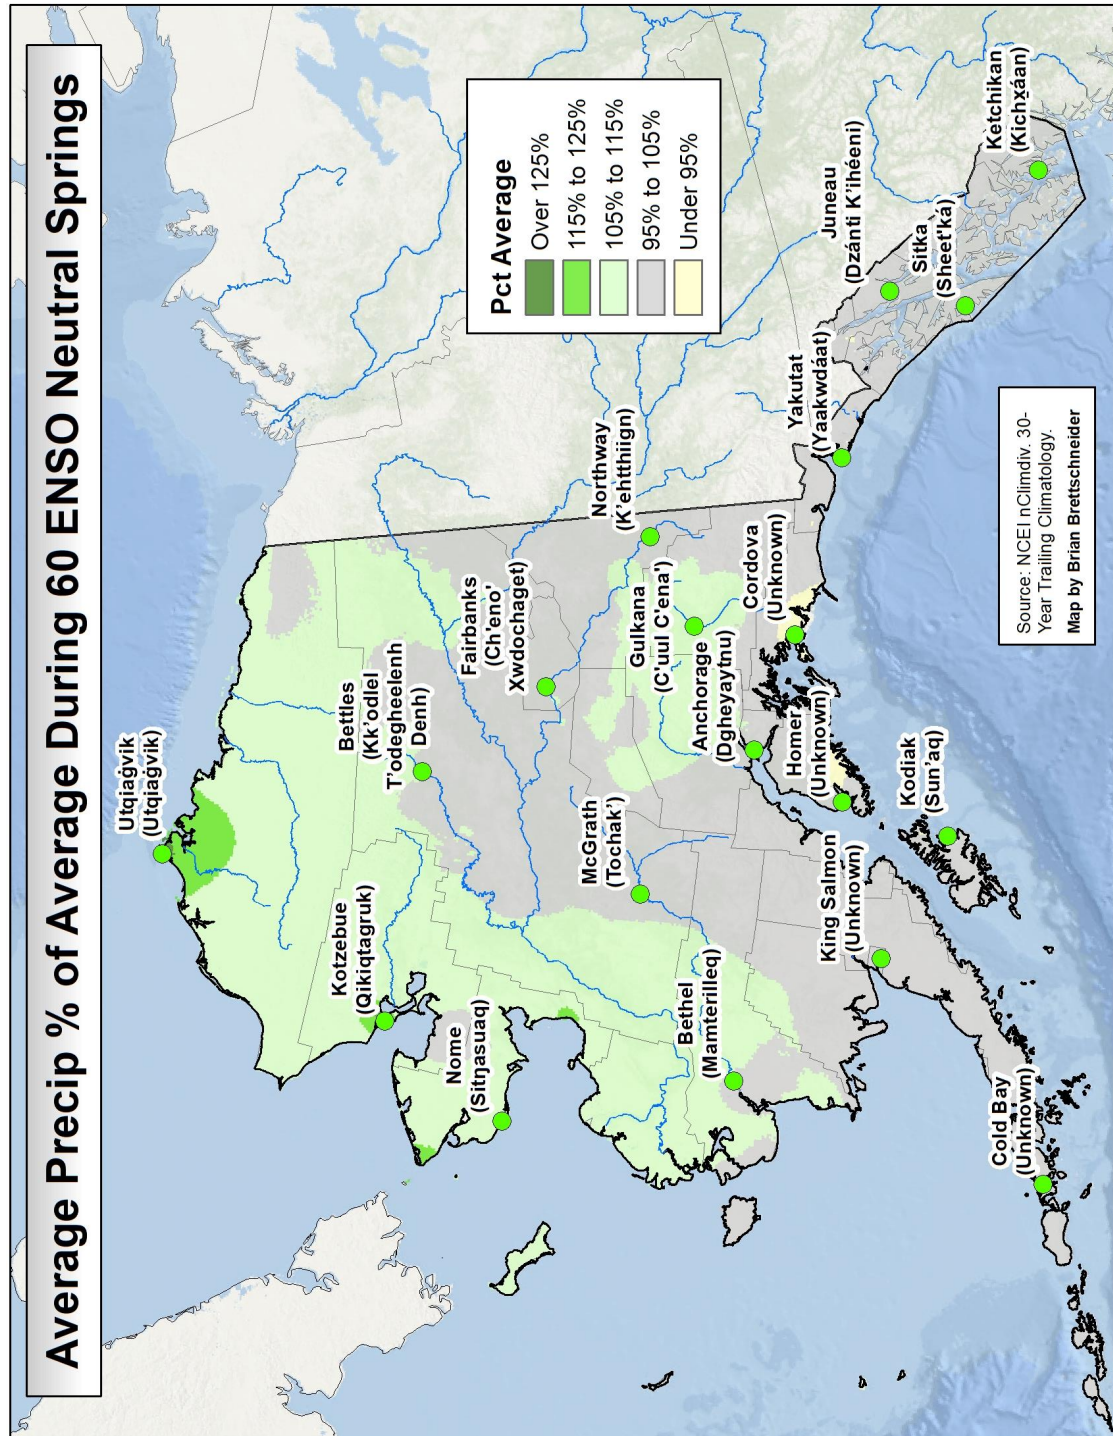 Average Precip % of Average During 60 ENSO Neutral Springs
Utqiaġvik
(Utqiaġvik)
Kotzebue
(Qikiqtagruk)
Nome
(Sitŋasuaq)
Bettles
(Kk'odlel
T'odegheelenh
Denh)
Fairbanks
(Ch'eno'
Xwdochaget)
Northway
(K'ehtthiign)
McGrath
(Tochak')
Gulkana
(C'uul C'ena')
Anchorage
(Dgheyaytnu)
Cordova
(Unknown)
Bethel
(Mamterilleq)
Homer
(Unknown)
King Salmon
(Unknown)
Kodiak
(Sun'aq)
Cold Bay
(Unknown)
Yakutat
(Yaakwdáat)
Juneau
(Dzánti K'ihéeni)
Sitka
(Sheet'ká)
Ketchikan
(Kichx̱áan)
Pct Average
Over 125%
115% to 125%
105% to 115%
95% to 105%
Under 95%
Source: NCEI nClimdiv. 30-
Year Trailing Climatology.
Map by Brian Brettschneider